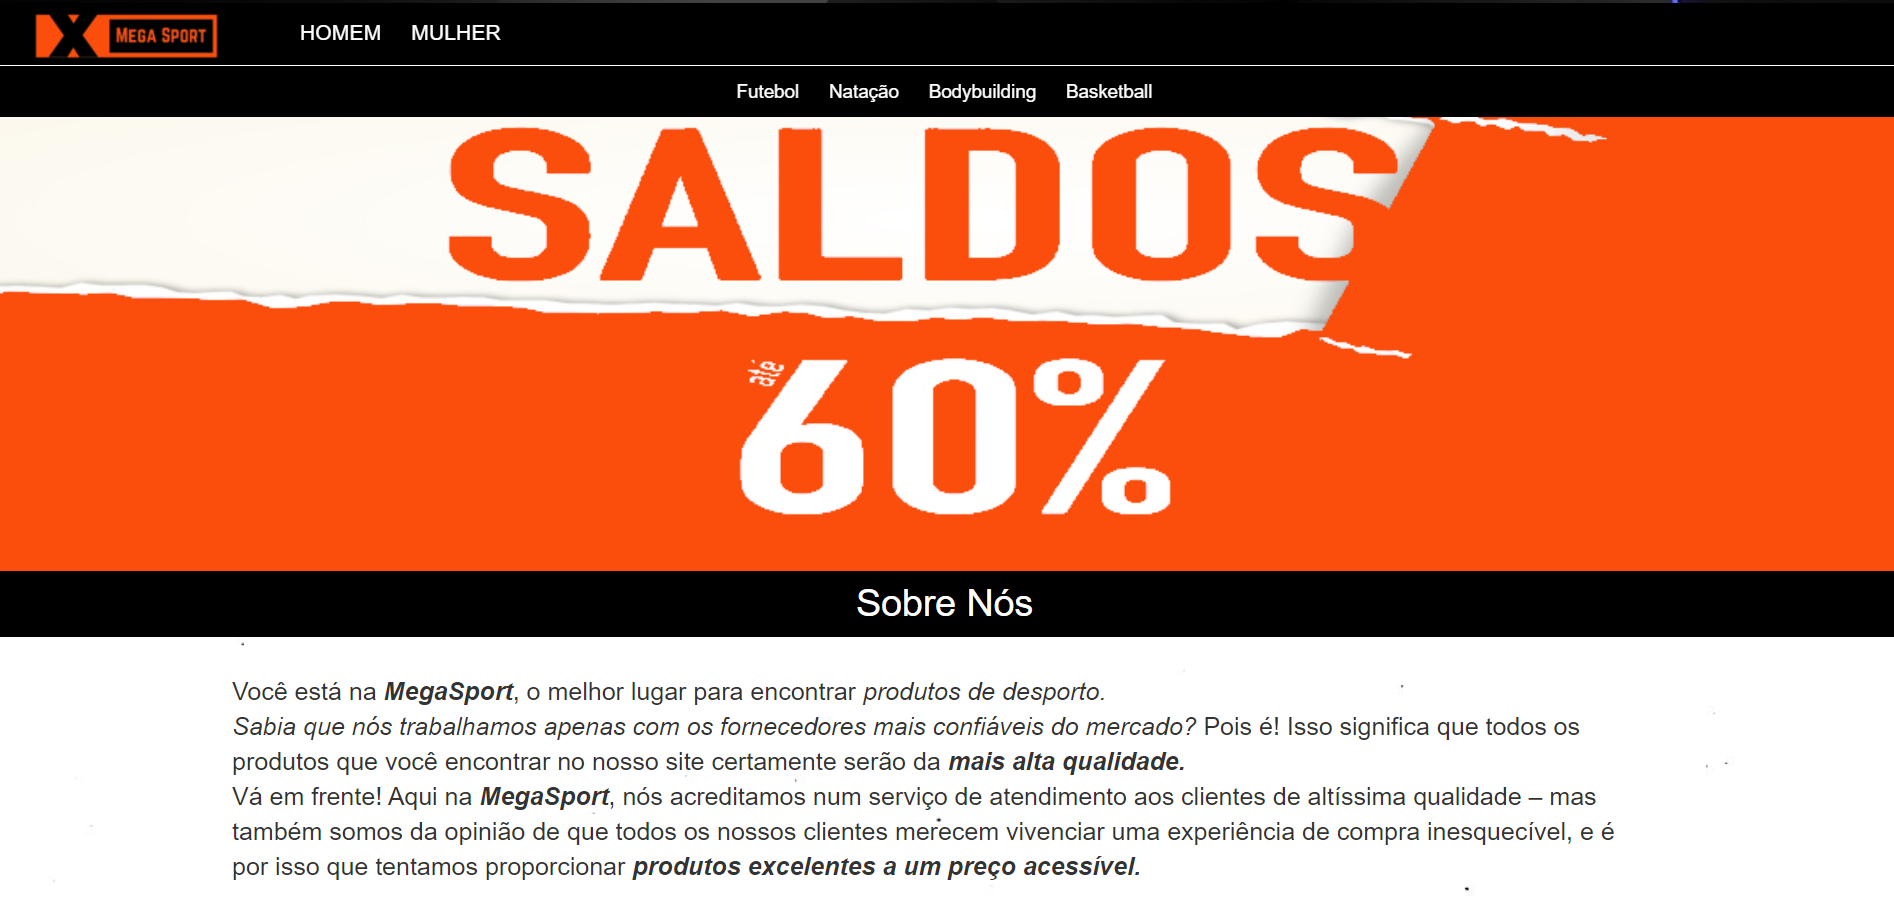 MEGA SPORT
HOMEM MULHER
Futebol Natação Bodybuilding Basketball
SALDOS
até
60%
Sobre Nós
Você está na MegaSport, o melhor lugar para encontrar produtos de desporto.
Sabia que nós trabalhamos apenas com os fornecedores mais confiáveis do mercado? Pois é! Isso significa que todos os
produtos que você encontrar no nosso site certamente serão da mais alta qualidade.
Vá em frente! Aqui na MegaSport, nós acreditamos num serviço de atendimento aos clientes de altíssima qualidade – mas
também somos da opinião de que todos os nossos clientes merecem vivenciar uma experiência de compra inesquecível, e é
por isso que tentamos proporcionar produtos excelentes a um preço acessível.